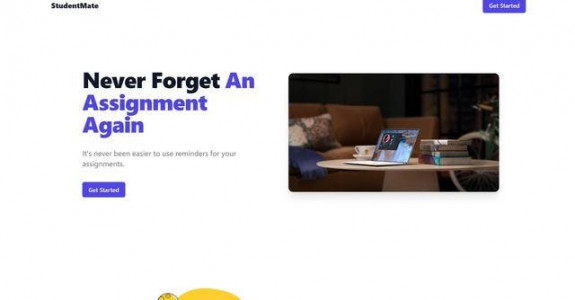 StudentMate
Get Started
Never Forget An
Assignment
Again
It's never been easier to use reminders for your
assignments.
Get Started